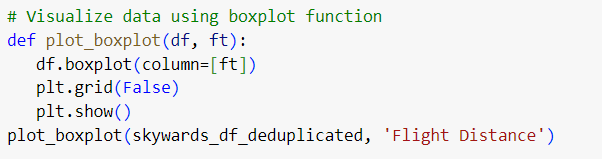 # Visualize data using boxplot function
def plot_boxplot(df, ft):
   df.boxplot(column=[ft])
   plt.grid(False)
   plt.show()
plot_boxplot(skywards_df_deduplicated, 'Flight Distance')